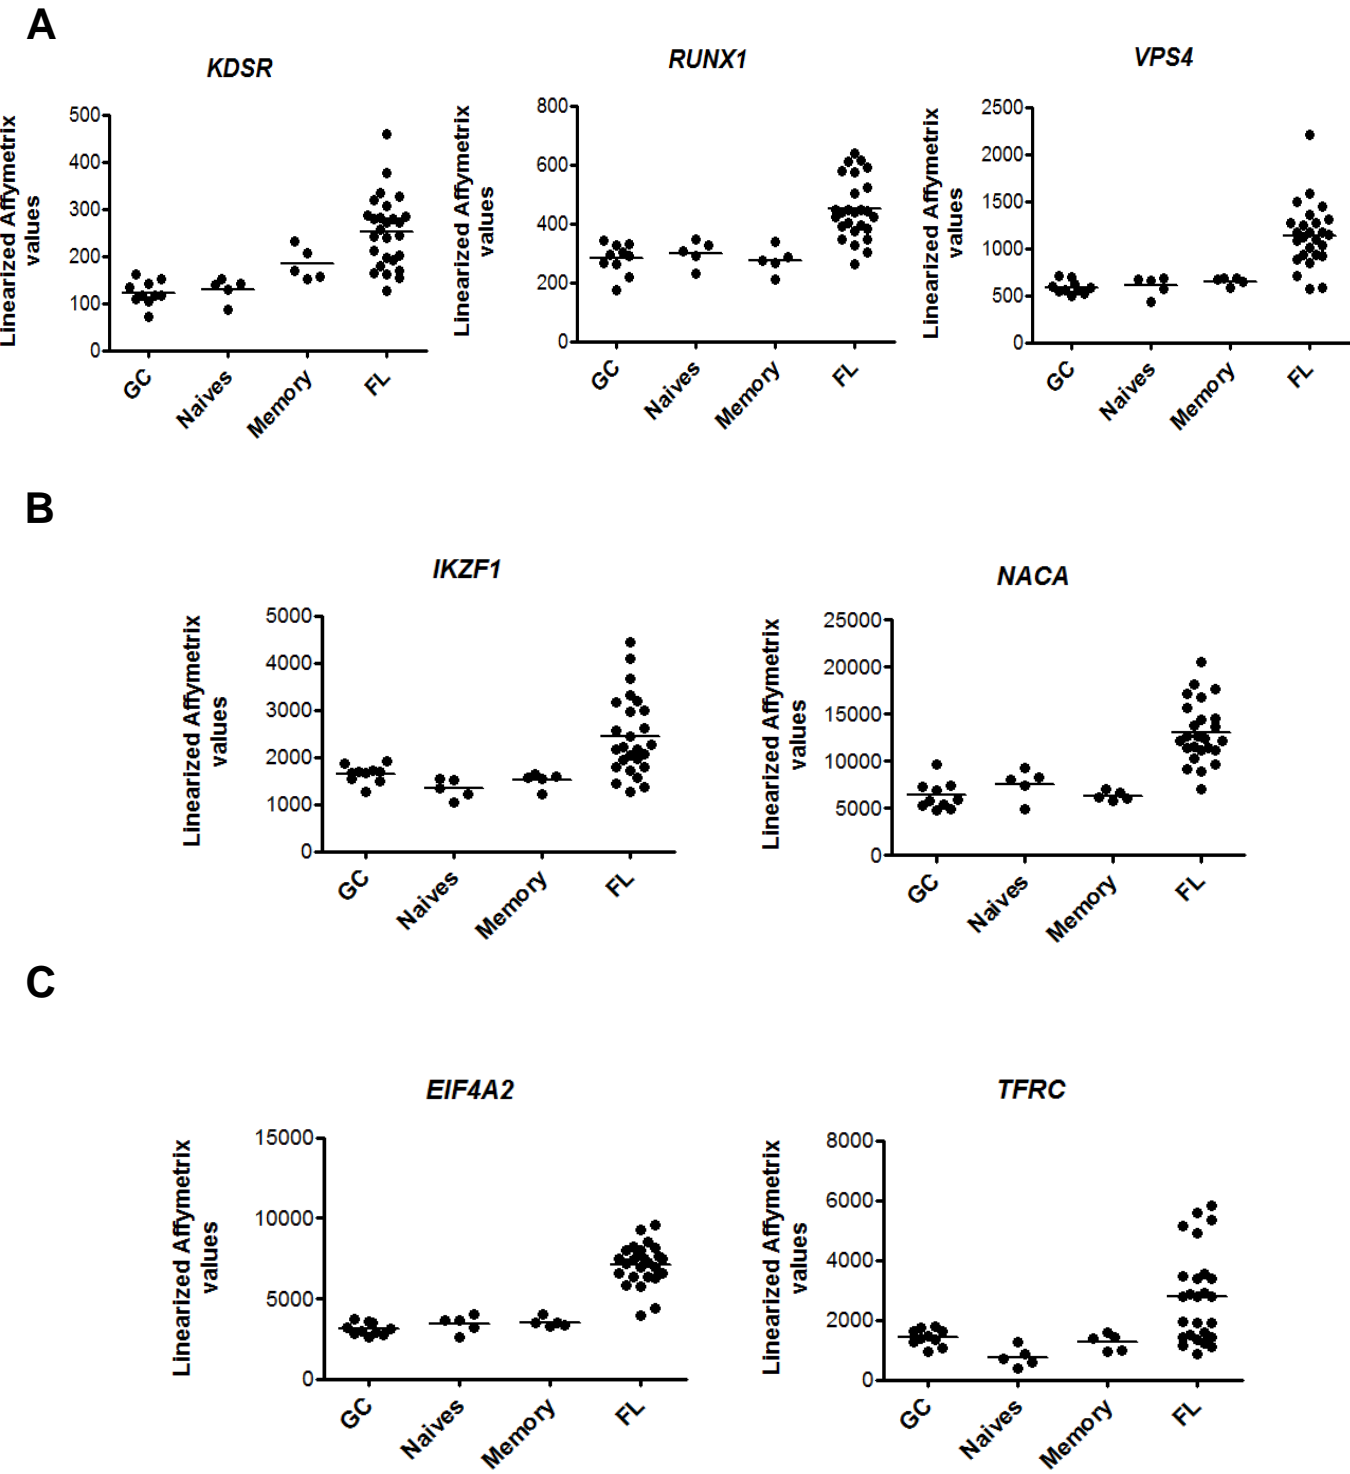 A
KDSR
Linearized Affymetrix
values
500
400
300
200
100
0
GC
Naives
Memory
FL
RUNX1
Linearized Affymetrix
values
800
600
400
200
0
GC
Naives
Memory
FL
VPS4
Linearized Affymetrix
values
2500
2000
1500
1000
500
0
GC
Naives
Memory
FL
B
IKZF1
Linearized Affymetrix
values
5000
4000
3000
2000
1000
0
GC
Naives
Memory
FL
NACA
Linearized Affymetrix
values
25000
20000
15000
10000
5000
0
GC
Naives
Memory
FL
C
EIF4A2
Linearized Affymetrix
values
15000
10000
5000
0
GC
Naives
Memory
FL
TFRC
Linearized Affymetrix
values
8000
6000
4000
2000
0
GC
Naives
Memory
FL